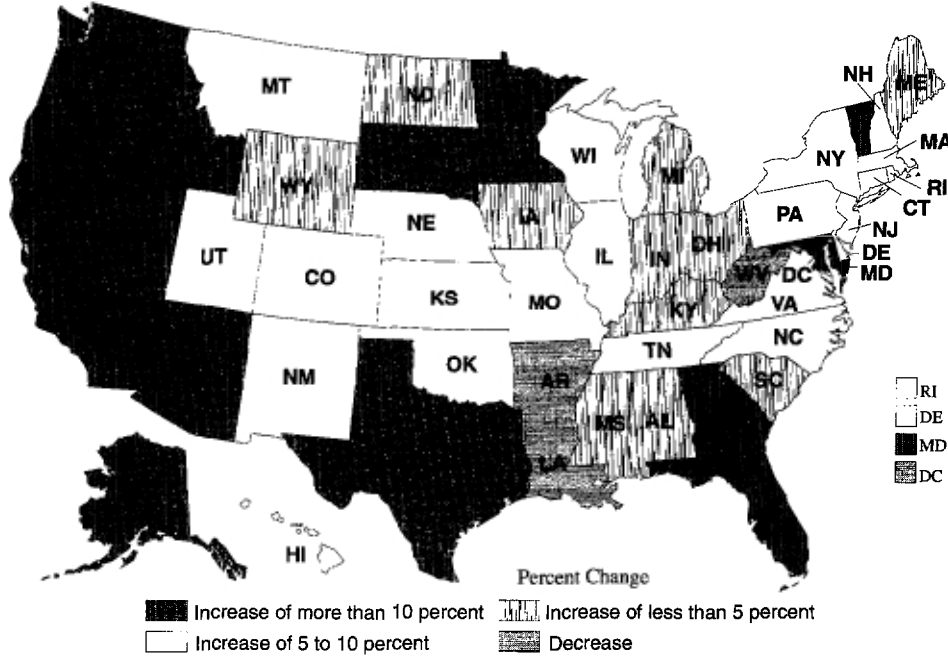 NH
ME
MT
ND
MA
WI
NY
MI
WY
RI
CT
IA
NE
PA
NJ
OH
UT
IL
IN
DE
CO
WV
DC
MD
KS
MO
KY
VA
NC
TN
OK
NM
AR
SC
RI
MS
AL
DE
MD
LA
DC
HI
Percent Change
Increase of more than 10 percent
Increase of less than 5 percent
Increase of 5 to 10 percent
Decrease